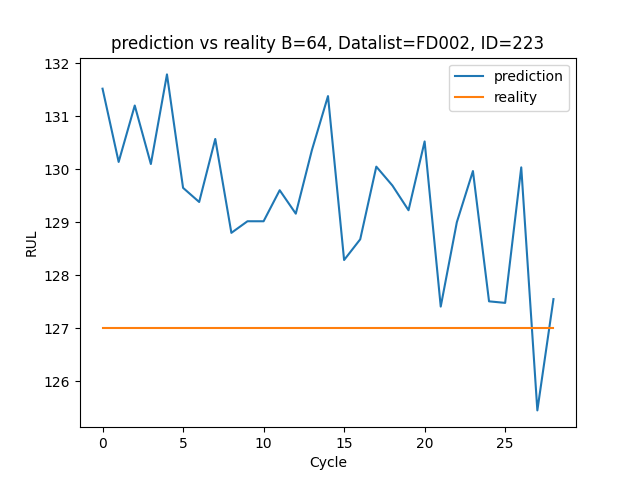 prediction vs reality B=64, Datalist=FD002, ID=223
prediction
reality
RUL
132
131
130
129
128
127
126
0 5 10 15 20 25
Cycle